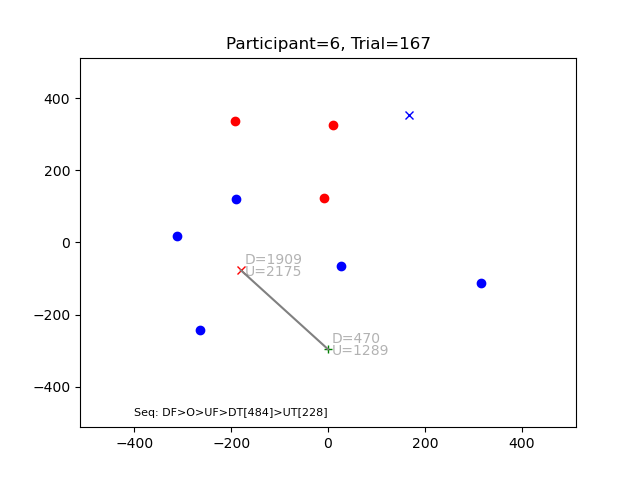 Participant=6, Trial=167
400
200
0
−200
−400
D=1909
U=2175
D=470
U=1289
Seq: DF>O>UF>DT[484]>UT[228]
−400
−200
0
200
400